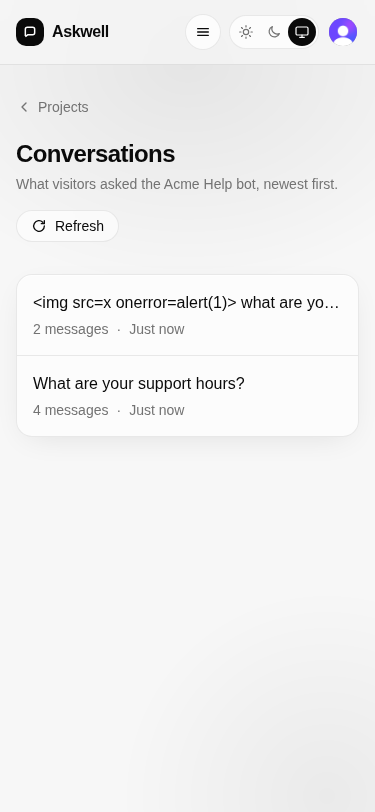 Askwell
Projects
Conversations
What visitors asked the Acme Help bot, newest first.
Refresh
<img src=x onerror=alert(1)> what are yo…
2 messages · Just now
What are your support hours?
4 messages · Just now